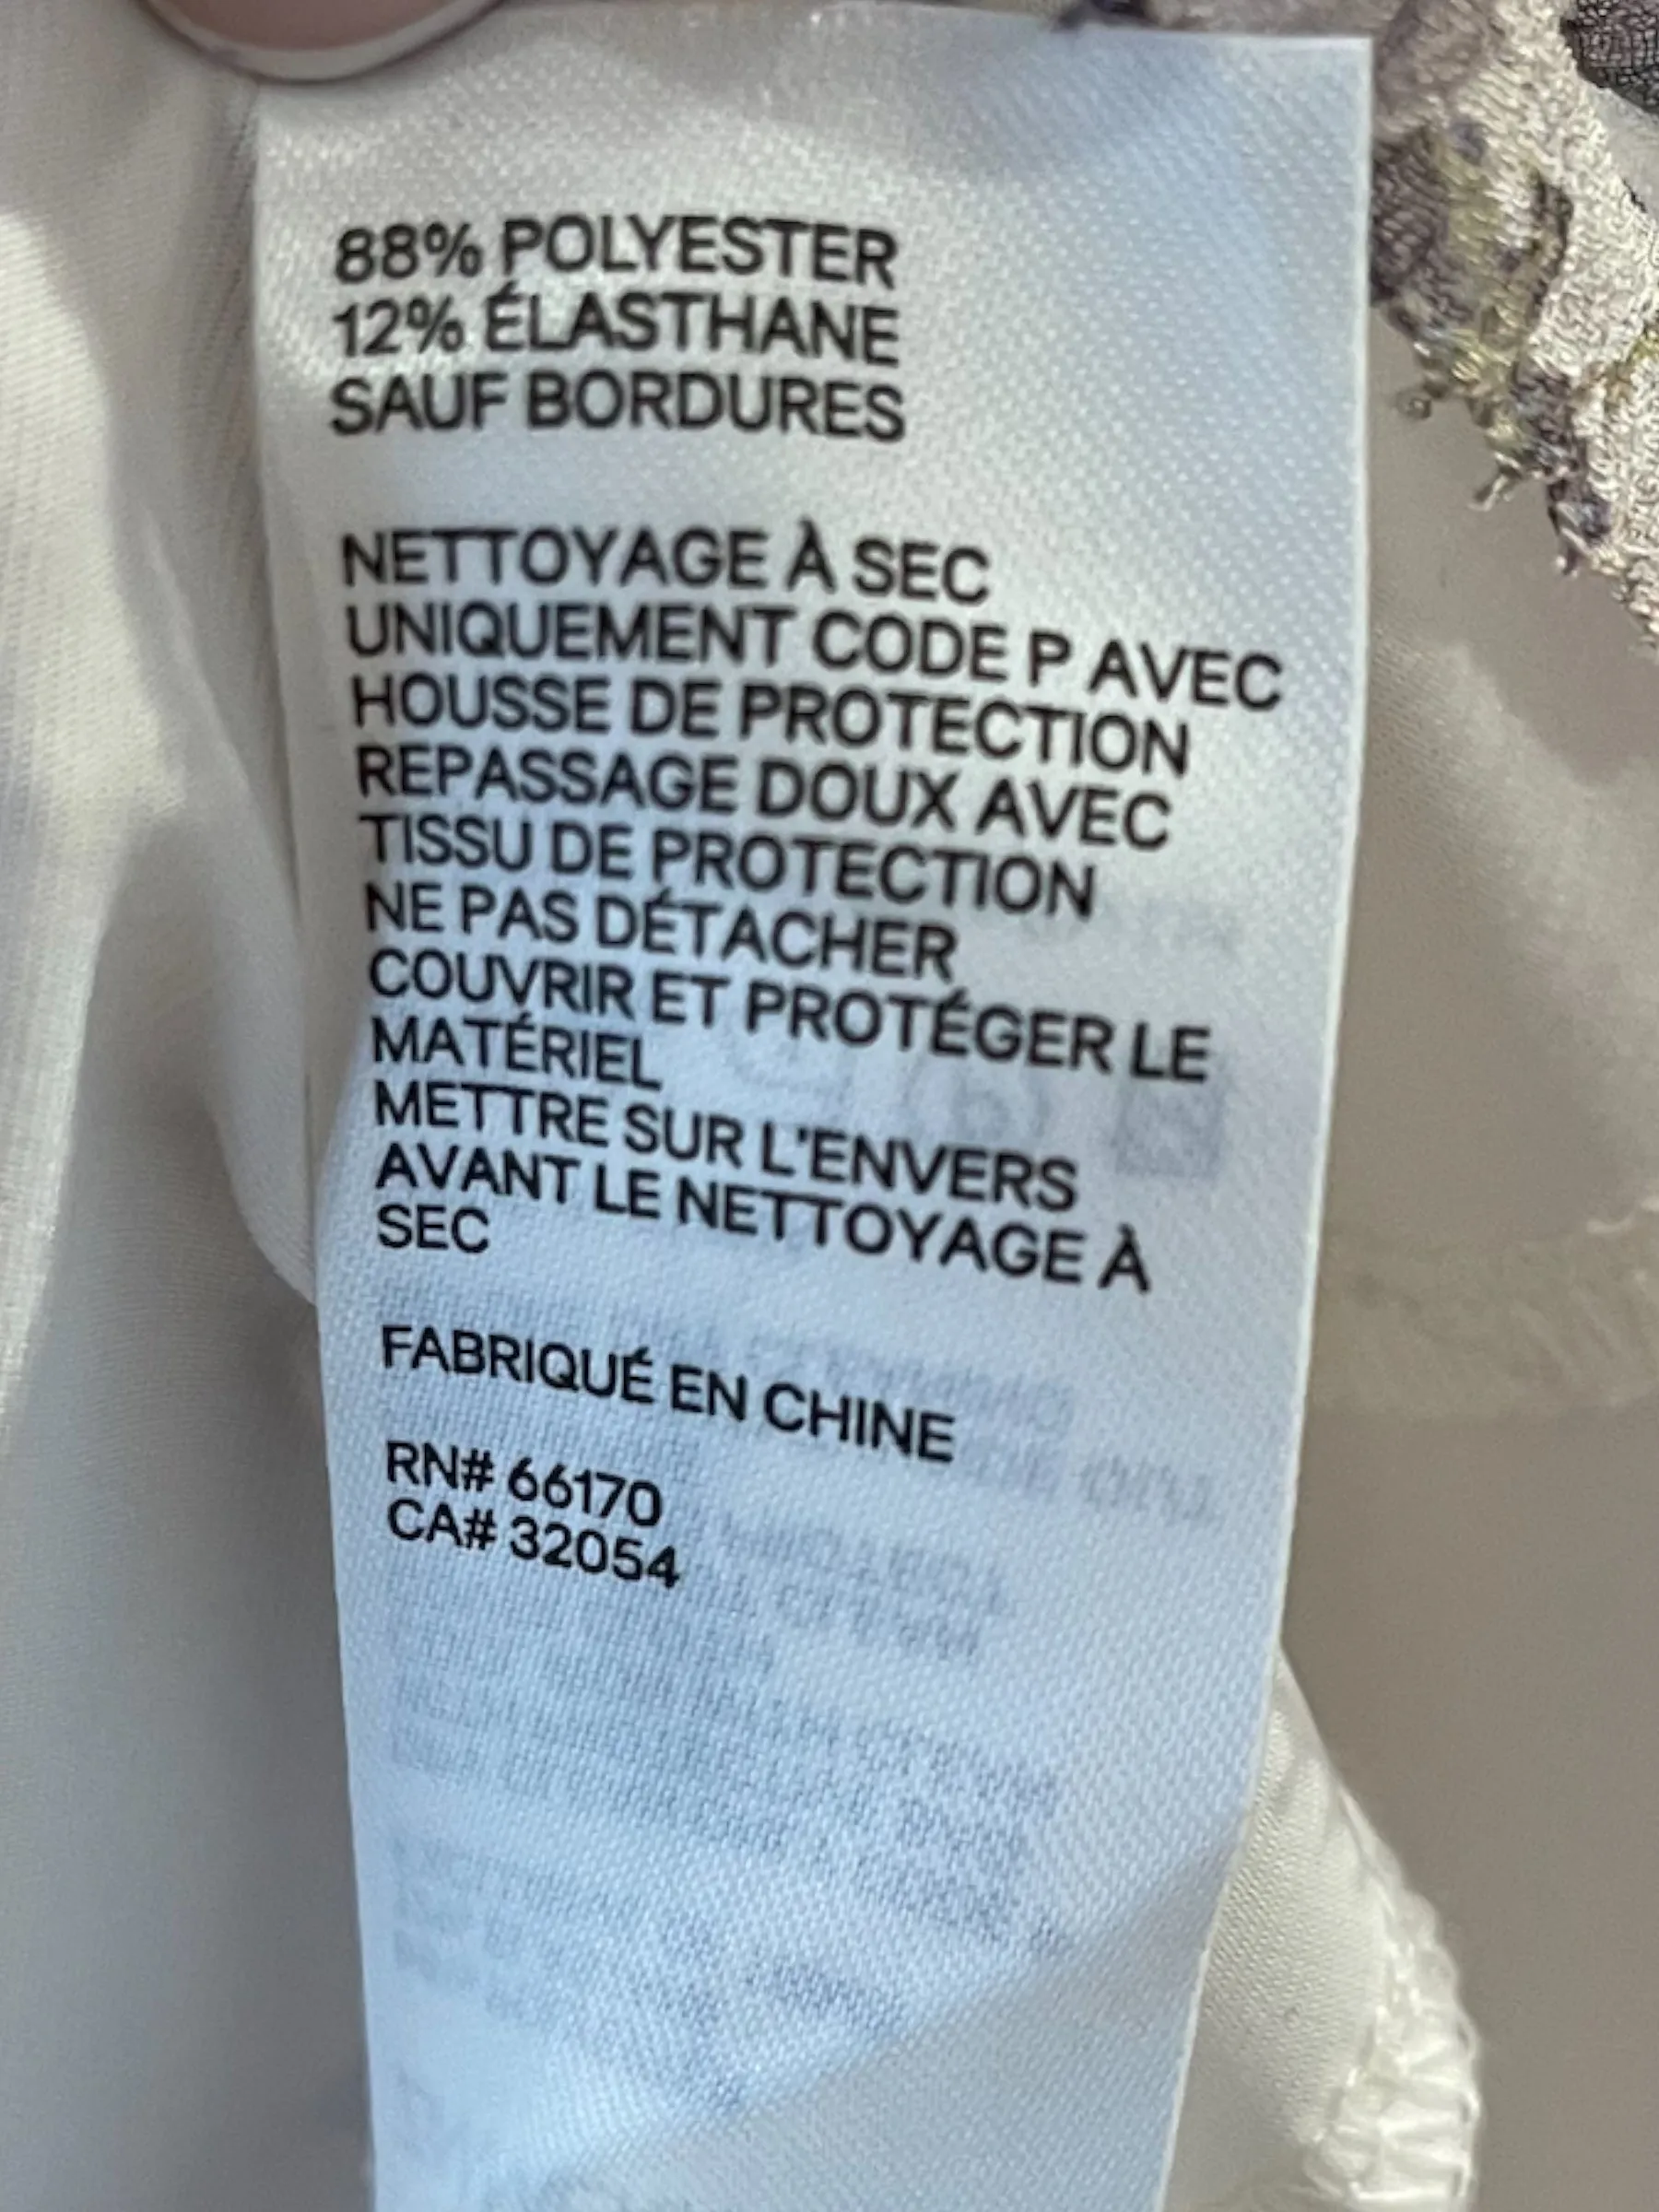 88% POLYESTER
12% ÉLASTHANE
SAUF BORDURES
NETTOYAGE À SEC
UNIQUEMENT CODE P AVEC
HOUSSE DE PROTECTION
REPASSAGE DOUX AVEC
TISSU DE PROTECTION
NE PAS DÉTACHER
COUVRIR ET PROTÉGER LE
MATÉRIEL
METTRE SUR L'ENVERS
AVANT LE NETTOYAGE À
SEC
FABRIQUÉ EN CHINE
RN# 66170
CA# 32054